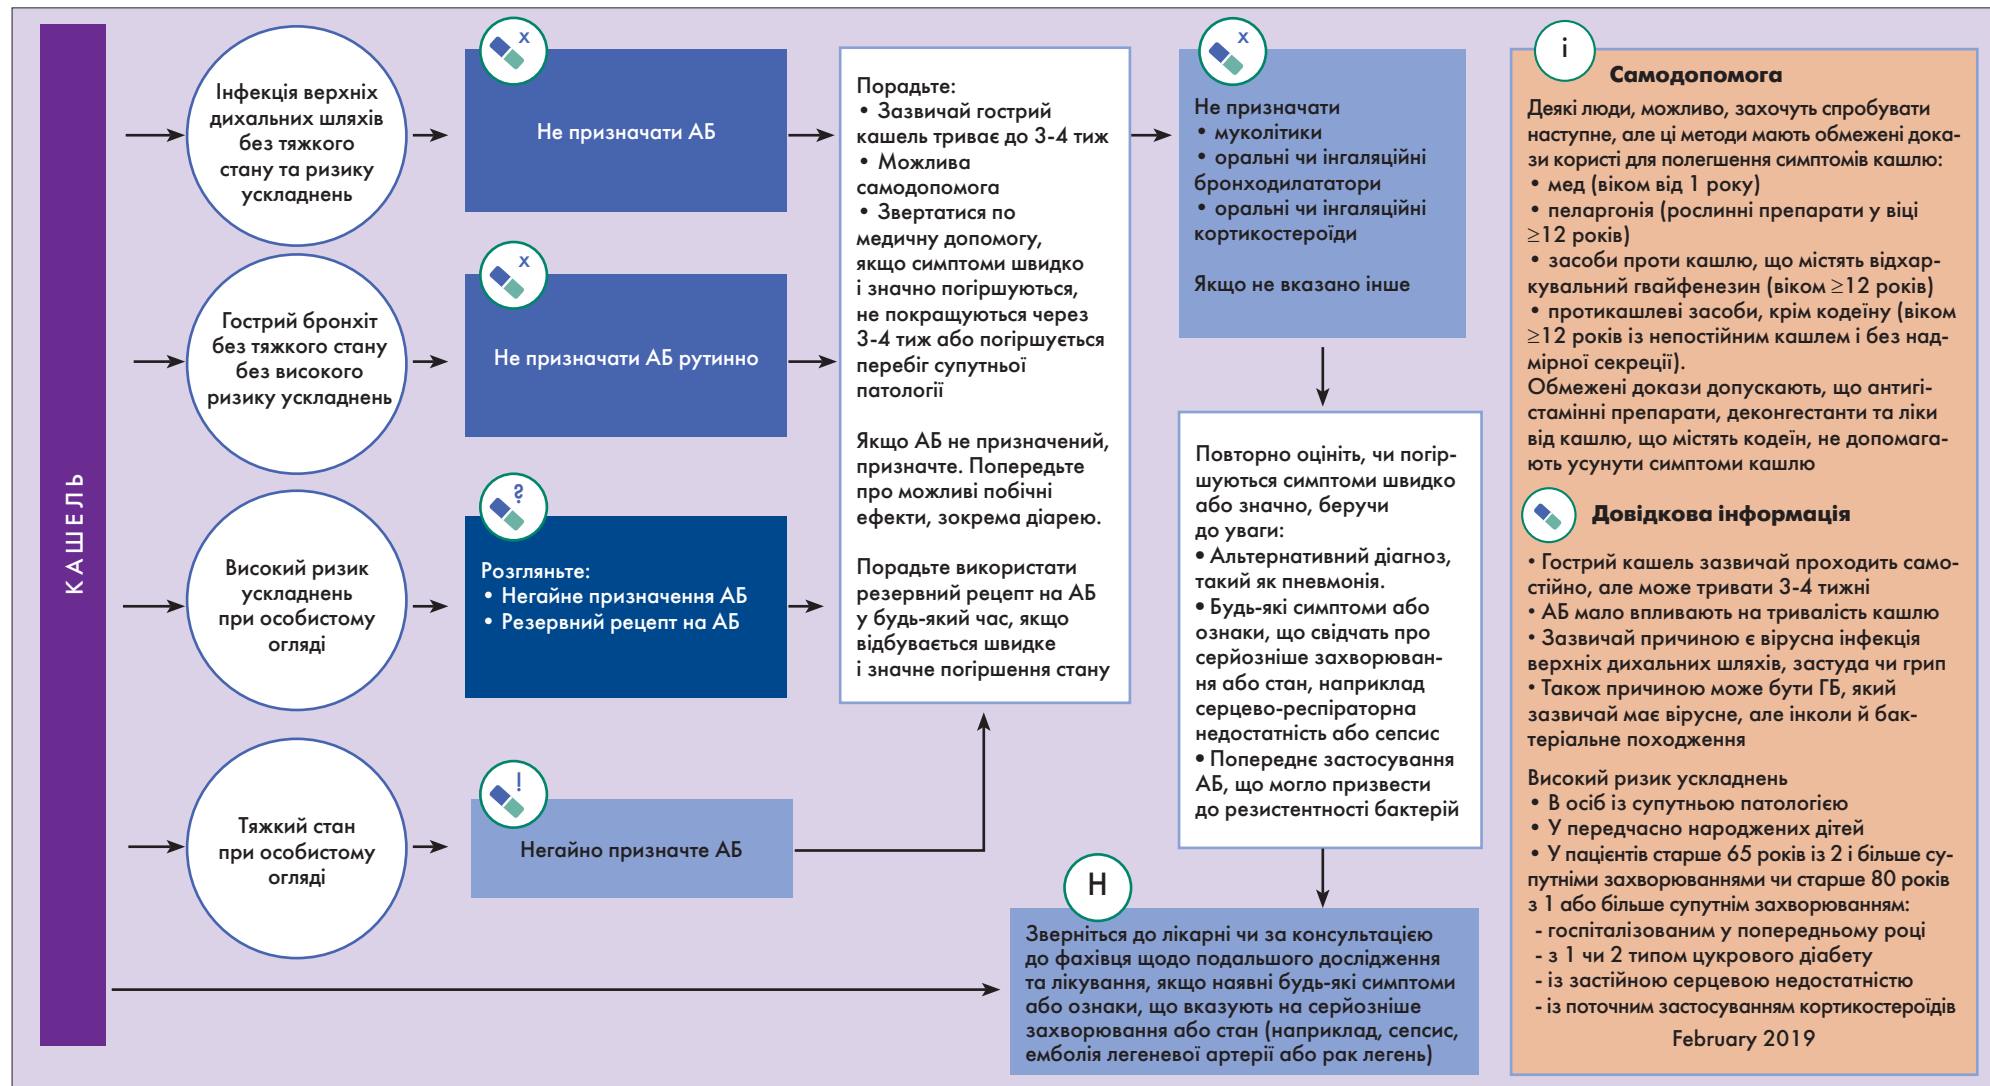 КАШЕЛЬ
Інфекція верхніх
дихальних шляхів
без тяжкого
стану та ризику
ускладнень
x
Не призначати АБ
Гострий бронхіт
без тяжкого стану
без високого
ризику ускладнень
x
Не призначати АБ рутинно
Високий ризик
ускладнень
при особистому
огляді
?
Розгляньте:
• Негайне призначення АБ
• Резервний рецепт на АБ
Тяжкий стан
при особистому
огляді
!
Негайно призначте АБ
Порадьте:
• Зазвичай гострий
кашель триває до 3-4 тиж
• Можлива
самодопомога
• Звертатися по
медичну допомогу,
якщо симптоми швидко
і значно погіршуються,
не покращуються через
3-4 тиж або погіршується
перебіг супутньої
патології
Якщо АБ не призначений,
призначте. Попередьте
про можливі побічні
ефекти, зокрема діарею.
Порадьте використати
резервний рецепт на АБ
у будь-який час, якщо
відбувається швидке
і значне погіршення стану
x
Не призначати
• муколітики
• оральні чи інгаляційні
бронходилататори
• оральні чи інгаляційні
кортикостероїди
Якщо не вказано інше
Повторно оцініть, чи погір-
шуються симптоми швидко
або значно, беручи
до уваги:
• Альтернативний діагноз,
такий як пневмонія.
• Будь-які симптоми або
ознаки, що свідчать про
серйозніше захворюван-
ня або стан, наприклад
серцево-респіраторна
недостатність або сепсис
• Попереднє застосування
АБ, що могло призвести
до резистентності бактерій
Н
Зверніться до лікарні чи за консультацією
до фахівця щодо подальшого дослідження
та лікування, якщо наявні будь-які симптоми
або ознаки, що вказують на серйозніше
захворювання або стан (наприклад, сепсис,
емболія легеневої артерії або рак легень)
i
Самодопомога
Деякі люди, можливо, захочуть спробувати
наступне, але ці методи мають обмежені дока-
зи користі для полегшення симптомів кашлю:
• мед (віком від 1 року)
• пеларгонія (рослинні препарати у віці
≥12 років)
• засоби проти кашлю, що містять відхар-
кувальний гвайфенезин (віком ≥12 років)
• протикашлеві засоби, крім кодеїну (віком
≥12 років із непостійним кашлем і без над-
мірної секреції).
Обмежені докази допускають, що антигі-
стамінні препарати, деконгестанти та ліки
від кашлю, що містять кодеїн, не допомага-
ють усунути симптоми кашлю
Довідкова інформація
• Гострий кашель зазвичай проходить само-
стійно, але може тривати 3-4 тижні
• АБ мало впливають на тривалість кашлю
• Зазвичай причиною є вірусна інфекція
верхніх дихальних шляхів, застуда чи грип
• Також причиною може бути ГБ, який
зазвичай має вірусне, але інколи й бак-
теріальне походження
Високий ризик ускладнень
• В осіб із супутньою патологією
• У передчасно народжених дітей
• У пацієнтів старше 65 років із 2 і більше су-
путніми захворюваннями чи старше 80 років
з 1 або більше супутнім захворюванням:
- госпіталізованим у попередньому році
- з 1 чи 2 типом цукрового діабету
- із застійною серцевою недостатністю
- із поточним застосуванням кортикостероїдів
February 2019